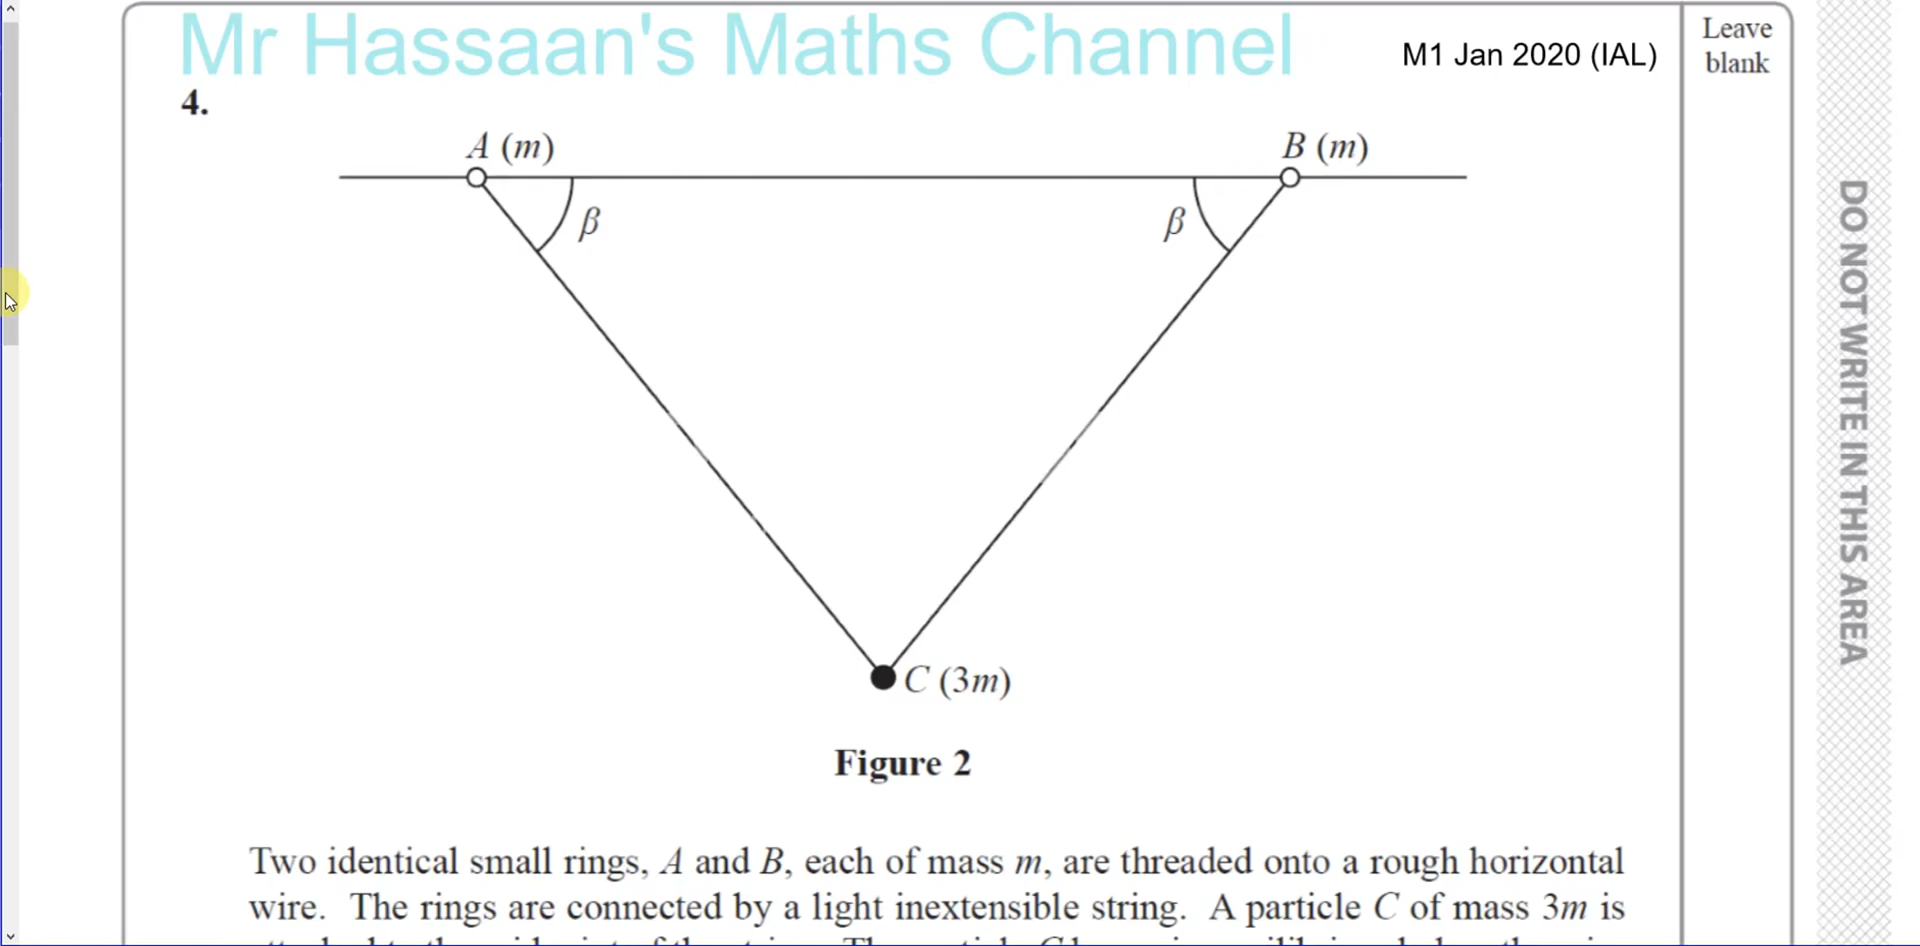 Mr Hassaan's Maths Channel
M1 Jan 2020 (IAL)
Leave
blank
4.
A (m)
B (m)
β
β
C (3m)
Figure 2
Two identical small rings, A and B, each of mass m, are threaded onto a rough horizontal
wire. The rings are connected by a light inextensible string. A particle C of mass 3m is
DO NOT WRITE IN THIS AREA